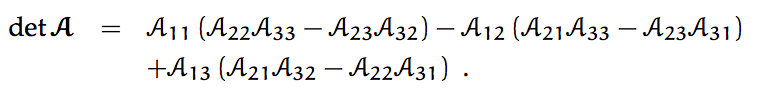 det 𝓐 = 𝒜₁₁ (𝒜₂₂𝒜₃₃ − 𝒜₂₃𝒜₃₂) − 𝒜₁₂ (𝒜₂₁𝒜₃₃ − 𝒜₂₃𝒜₃₁)
+𝒜₁₃ (𝒜₂₁𝒜₃₂ − 𝒜₂₂𝒜₃₁) .